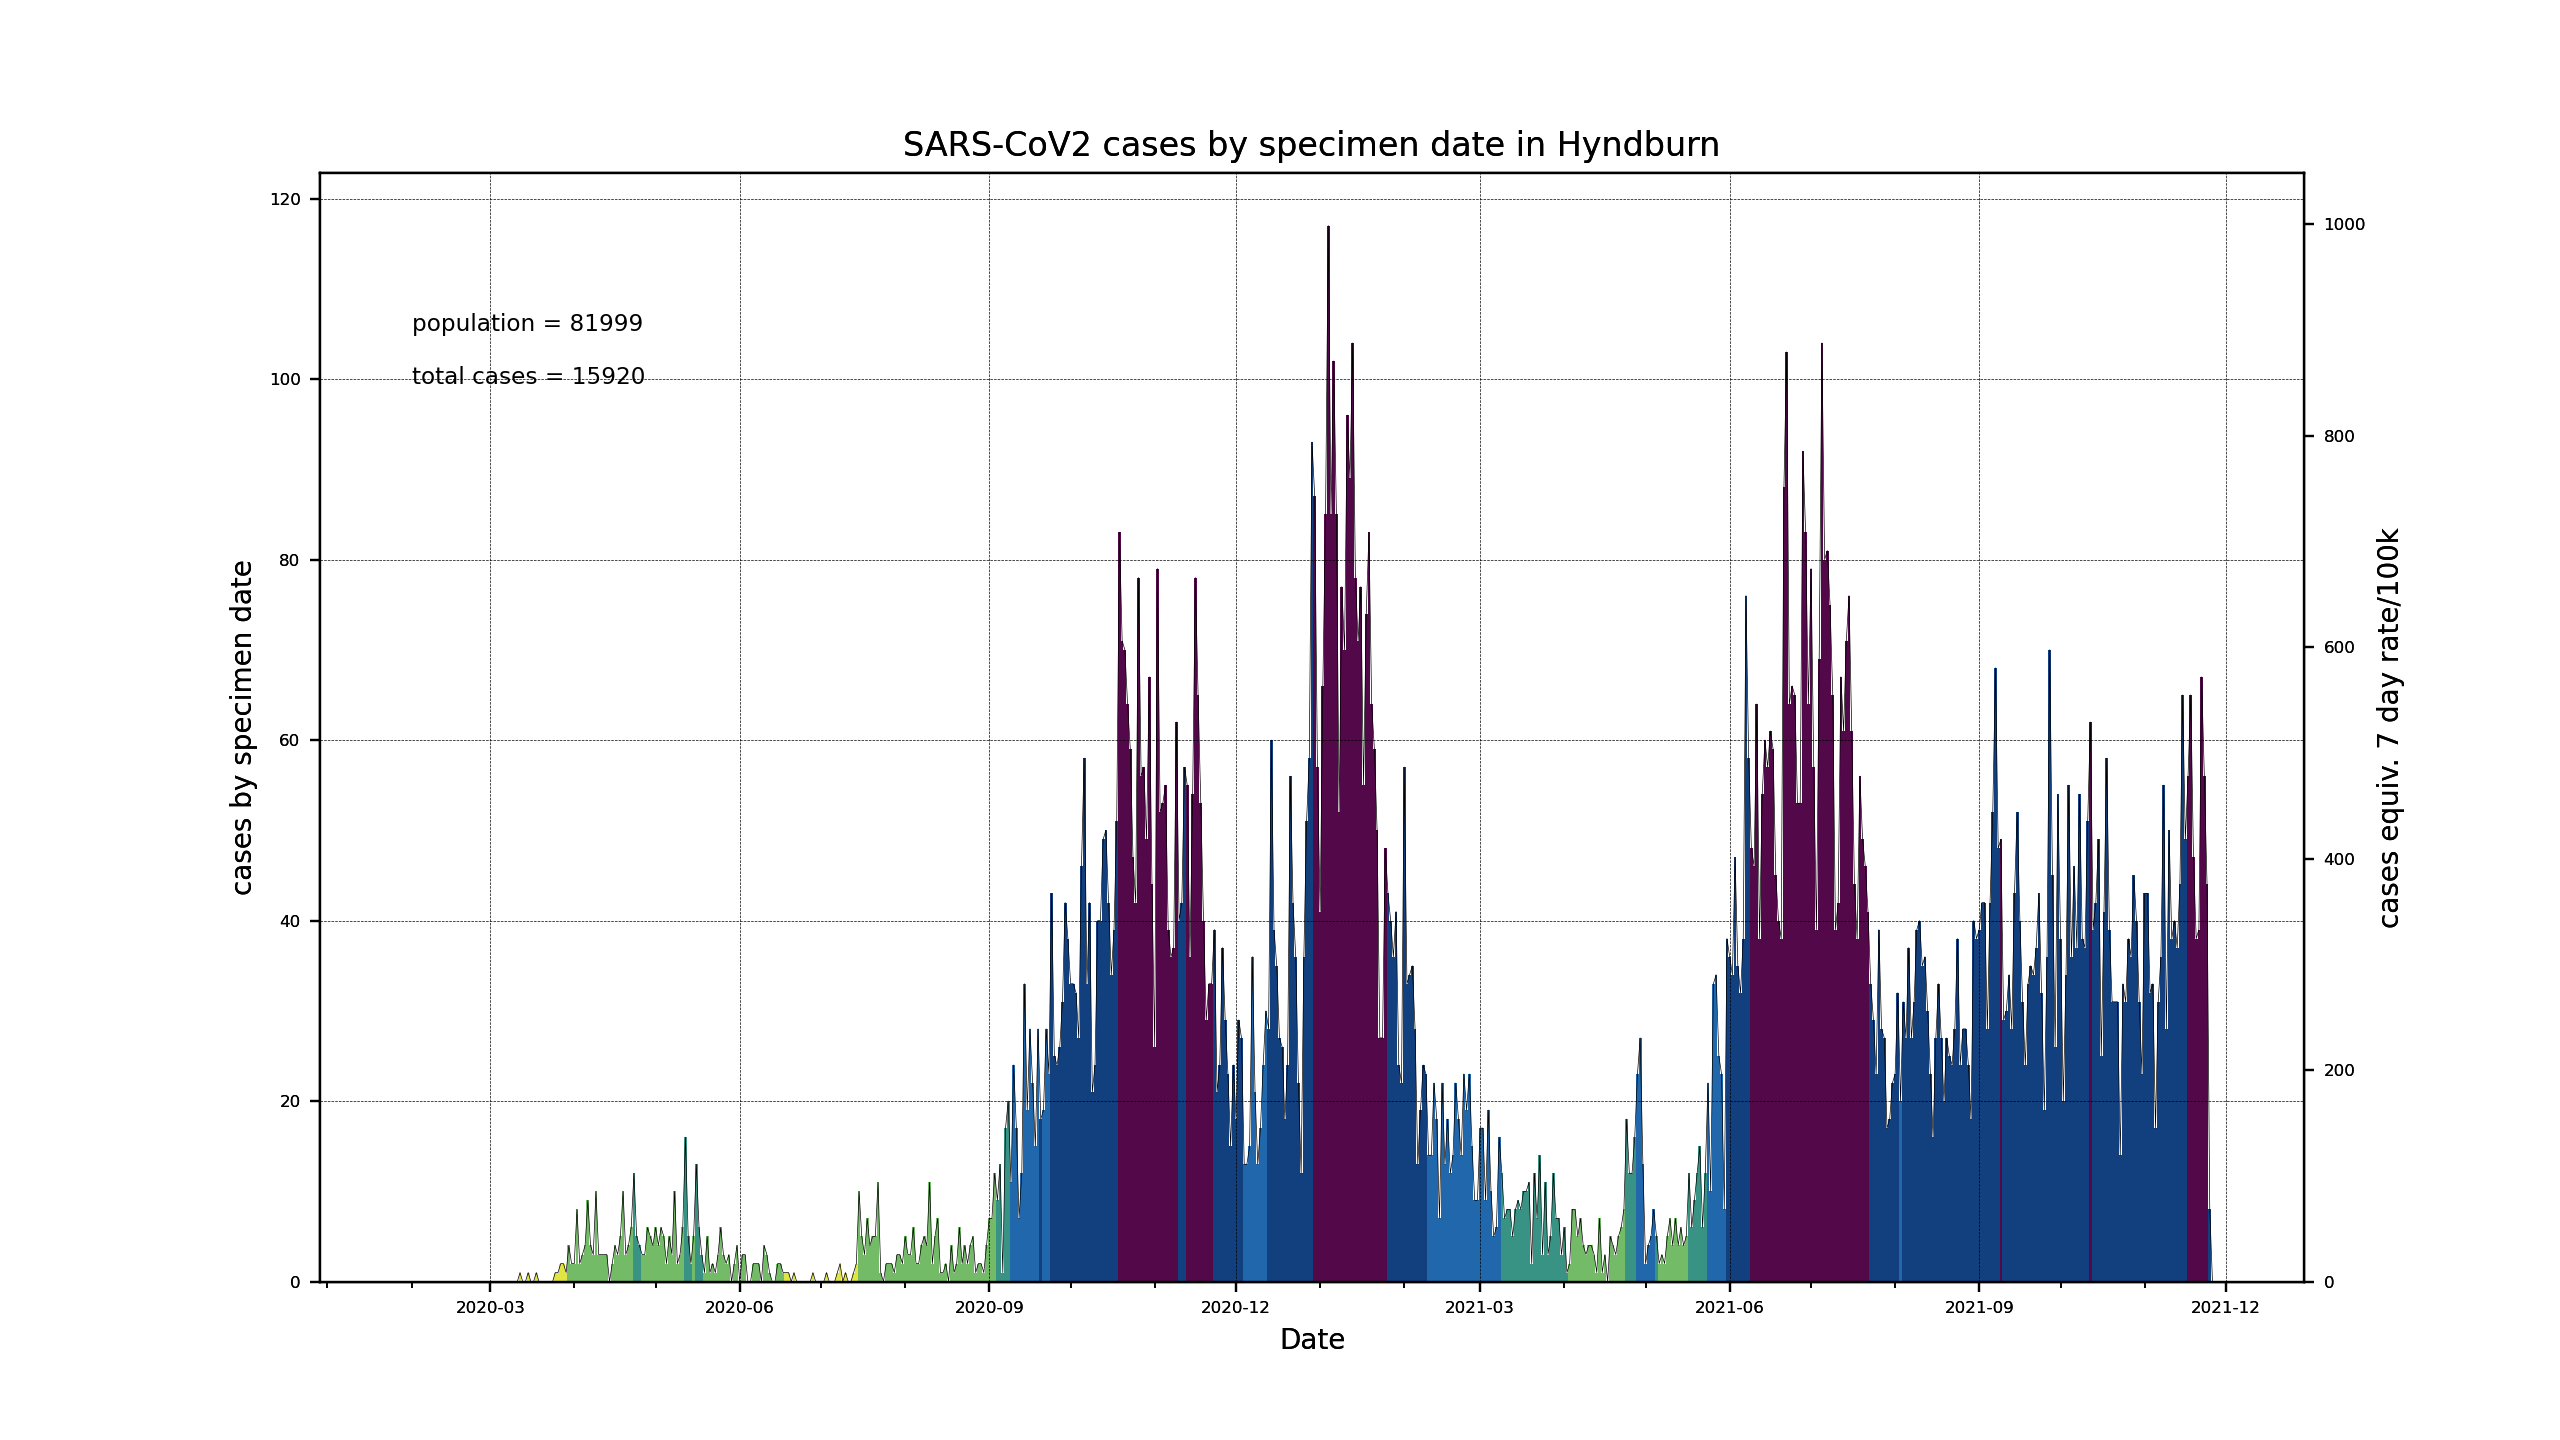 SARS-CoV2 cases by specimen date in Hyndburn
120
100
80
60
40
20
0
cases by specimen date
population = 81999
total cases = 15920
1000
800
600
400
200
0
cases equiv. 7 day rate/100k
2020-03 2020-06 2020-09 2020-12 2021-03 2021-06 2021-09 2021-12
Date